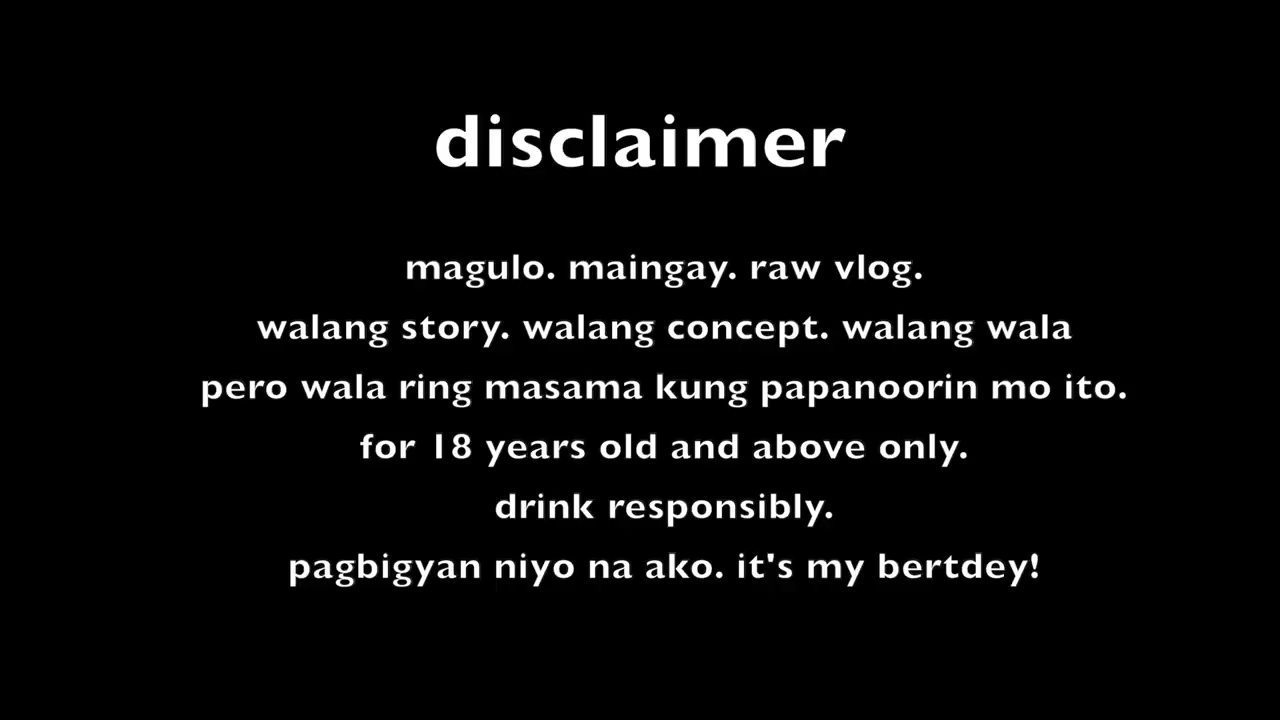 disclaimer
magulo. maingay. raw vlog.
walang story. walang concept. walang wala
pero wala ring masama kung papanoorin mo ito.
for 18 years old and above only.
drink responsibly.
pagbigyan niyo na ako. it's my bertdey!